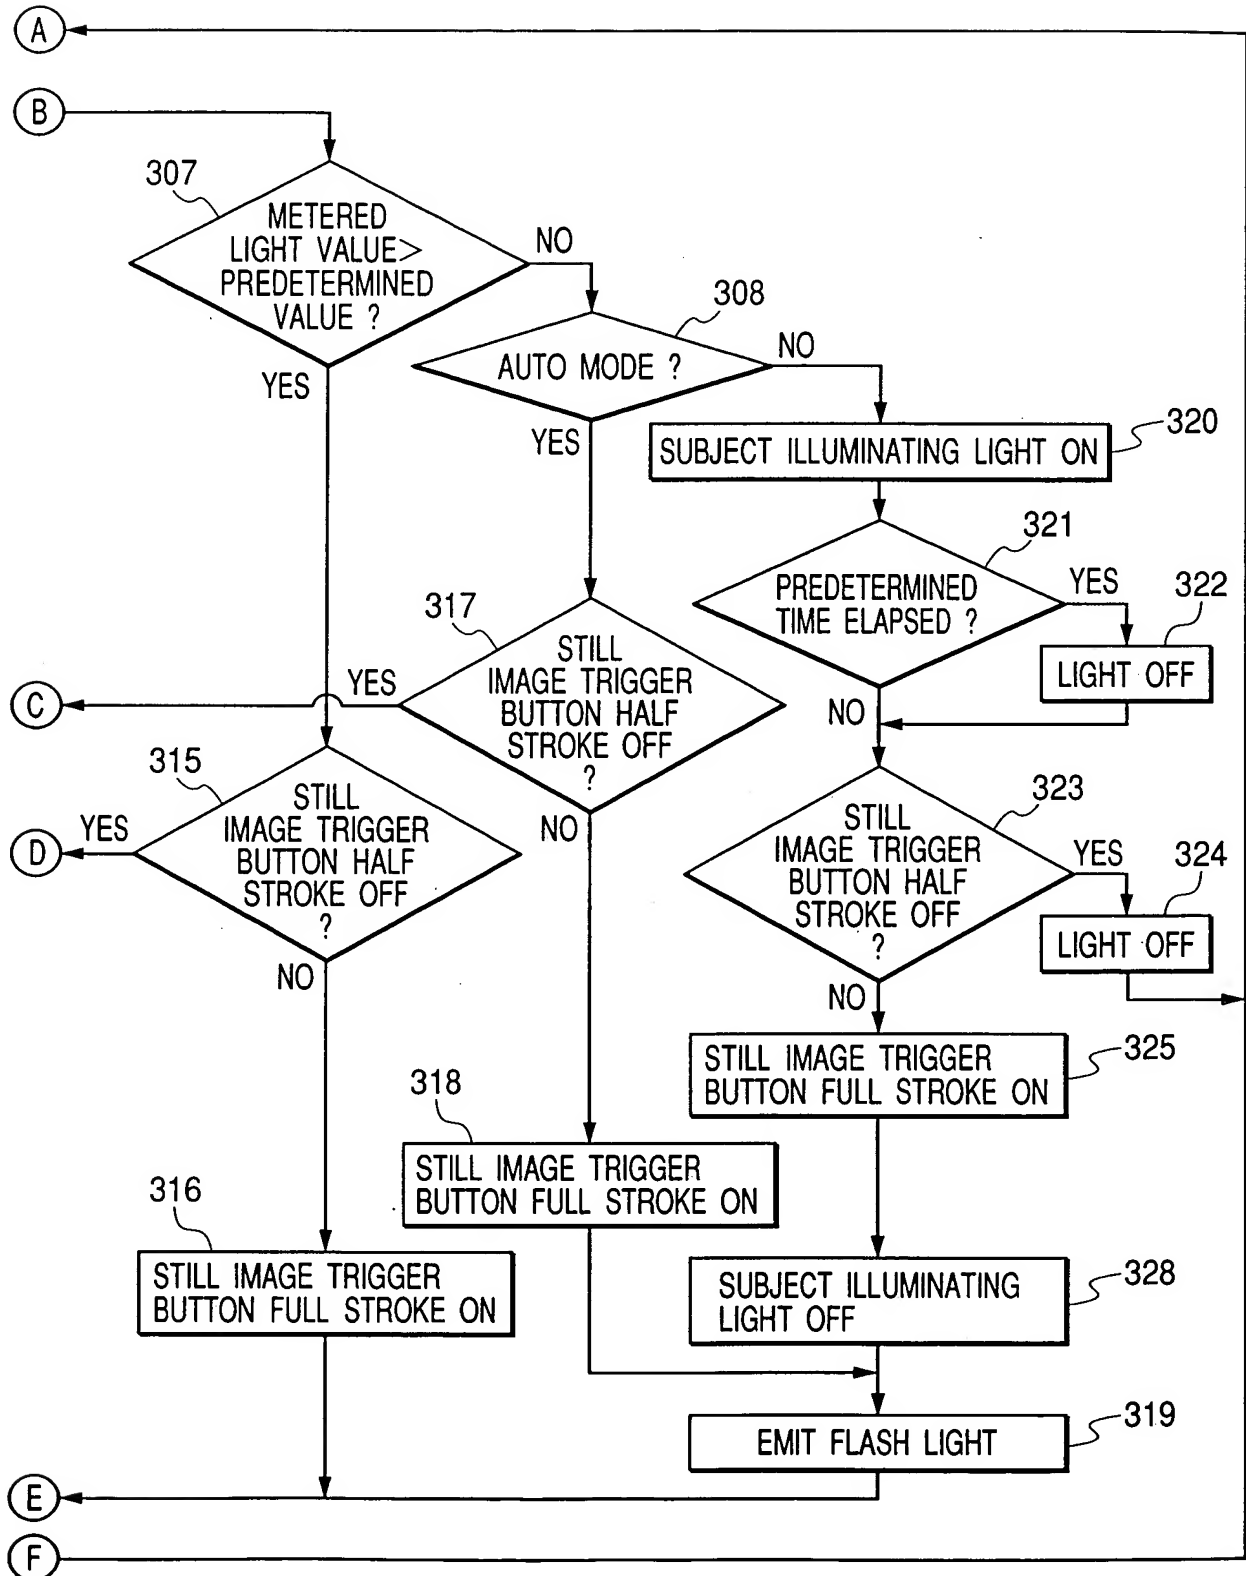 A
B
307
METERED
LIGHT VALUE>
PREDETERMINED
VALUE ?
NO
YES
308
AUTO MODE ?
NO
YES
SUBJECT ILLUMINATING LIGHT ON
320
321
PREDETERMINED
TIME ELAPSED ?
YES
NO
322
LIGHT OFF
317
STILL
IMAGE TRIGGER
BUTTON HALF
STROKE OFF
?
YES
NO
C
315
STILL
IMAGE TRIGGER
BUTTON HALF
STROKE OFF
?
YES
NO
D
323
STILL
IMAGE TRIGGER
BUTTON HALF
STROKE OFF
?
YES
NO
324
LIGHT OFF
STILL IMAGE TRIGGER
BUTTON FULL STROKE ON
325
318
STILL IMAGE TRIGGER
BUTTON FULL STROKE ON
316
STILL IMAGE TRIGGER
BUTTON FULL STROKE ON
SUBJECT ILLUMINATING
LIGHT OFF
328
EMIT FLASH LIGHT
319
E
F